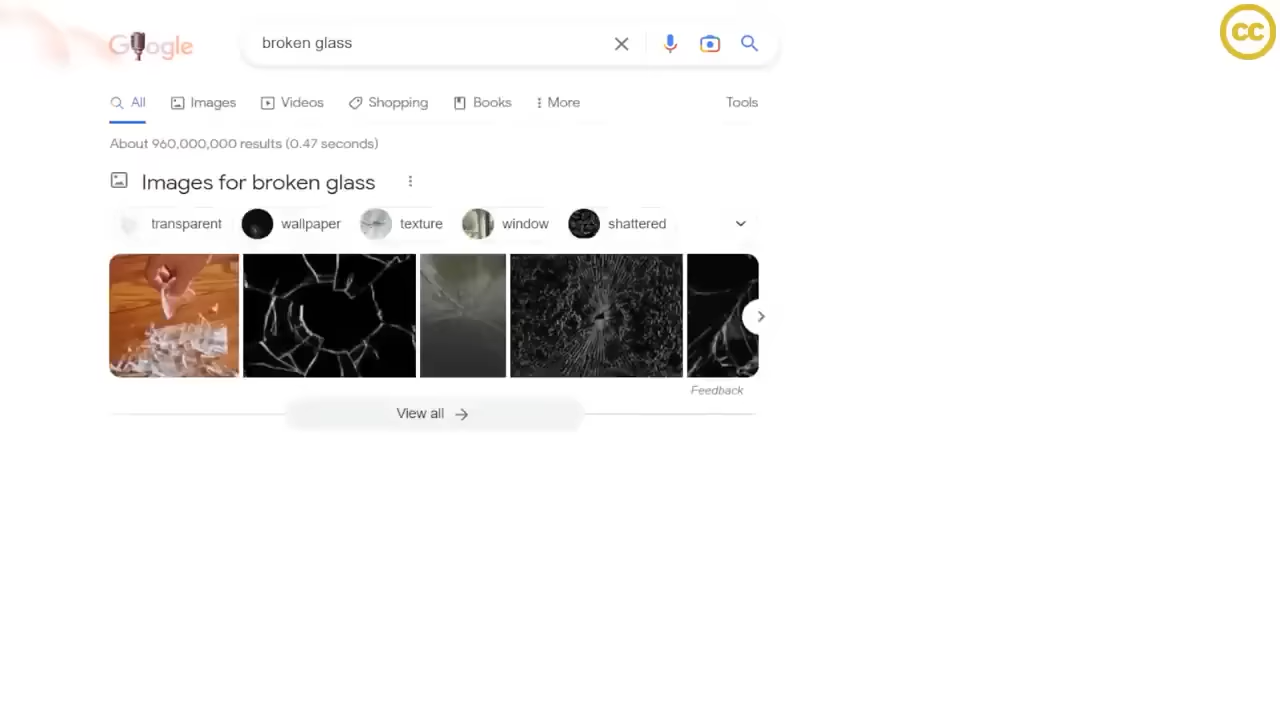 Google
broken glass
All Images Videos Shopping Books More Tools
About 960,000,000 results (0.47 seconds)
Images for broken glass
transparent wallpaper texture window shattered
Feedback
View all
CC